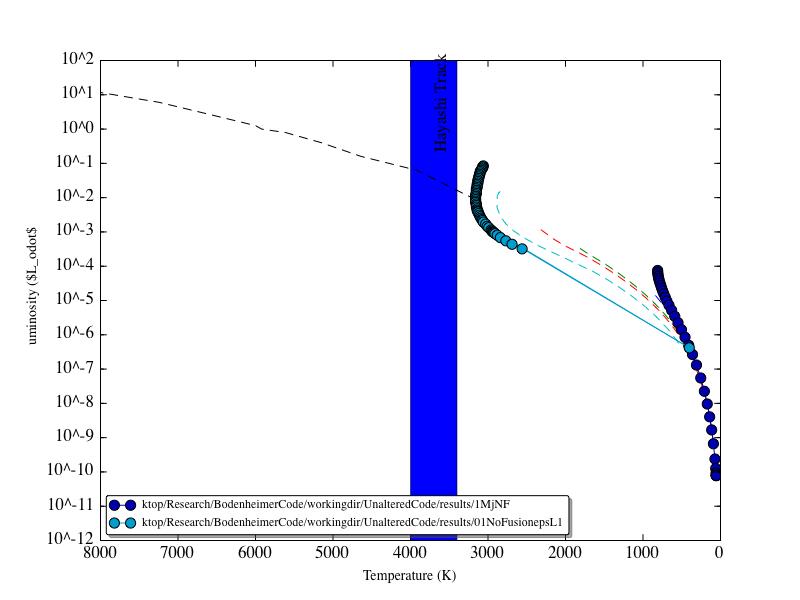 10^2
10^1
10^0
10^-1
10^-2
10^-3
10^-4
10^-5
10^-6
10^-7
10^-8
10^-9
10^-10
10^-11
10^-12
uminosity ($L_odot$
Hayashi Track
ktop/Research/BodenheimerCode/workingdir/UnalteredCode/results/1MjNF
ktop/Research/BodenheimerCode/workingdir/UnalteredCode/results/01NoFusionepsL1
8000 7000 6000 5000 4000 3000 2000 1000 0
Temperature (K)